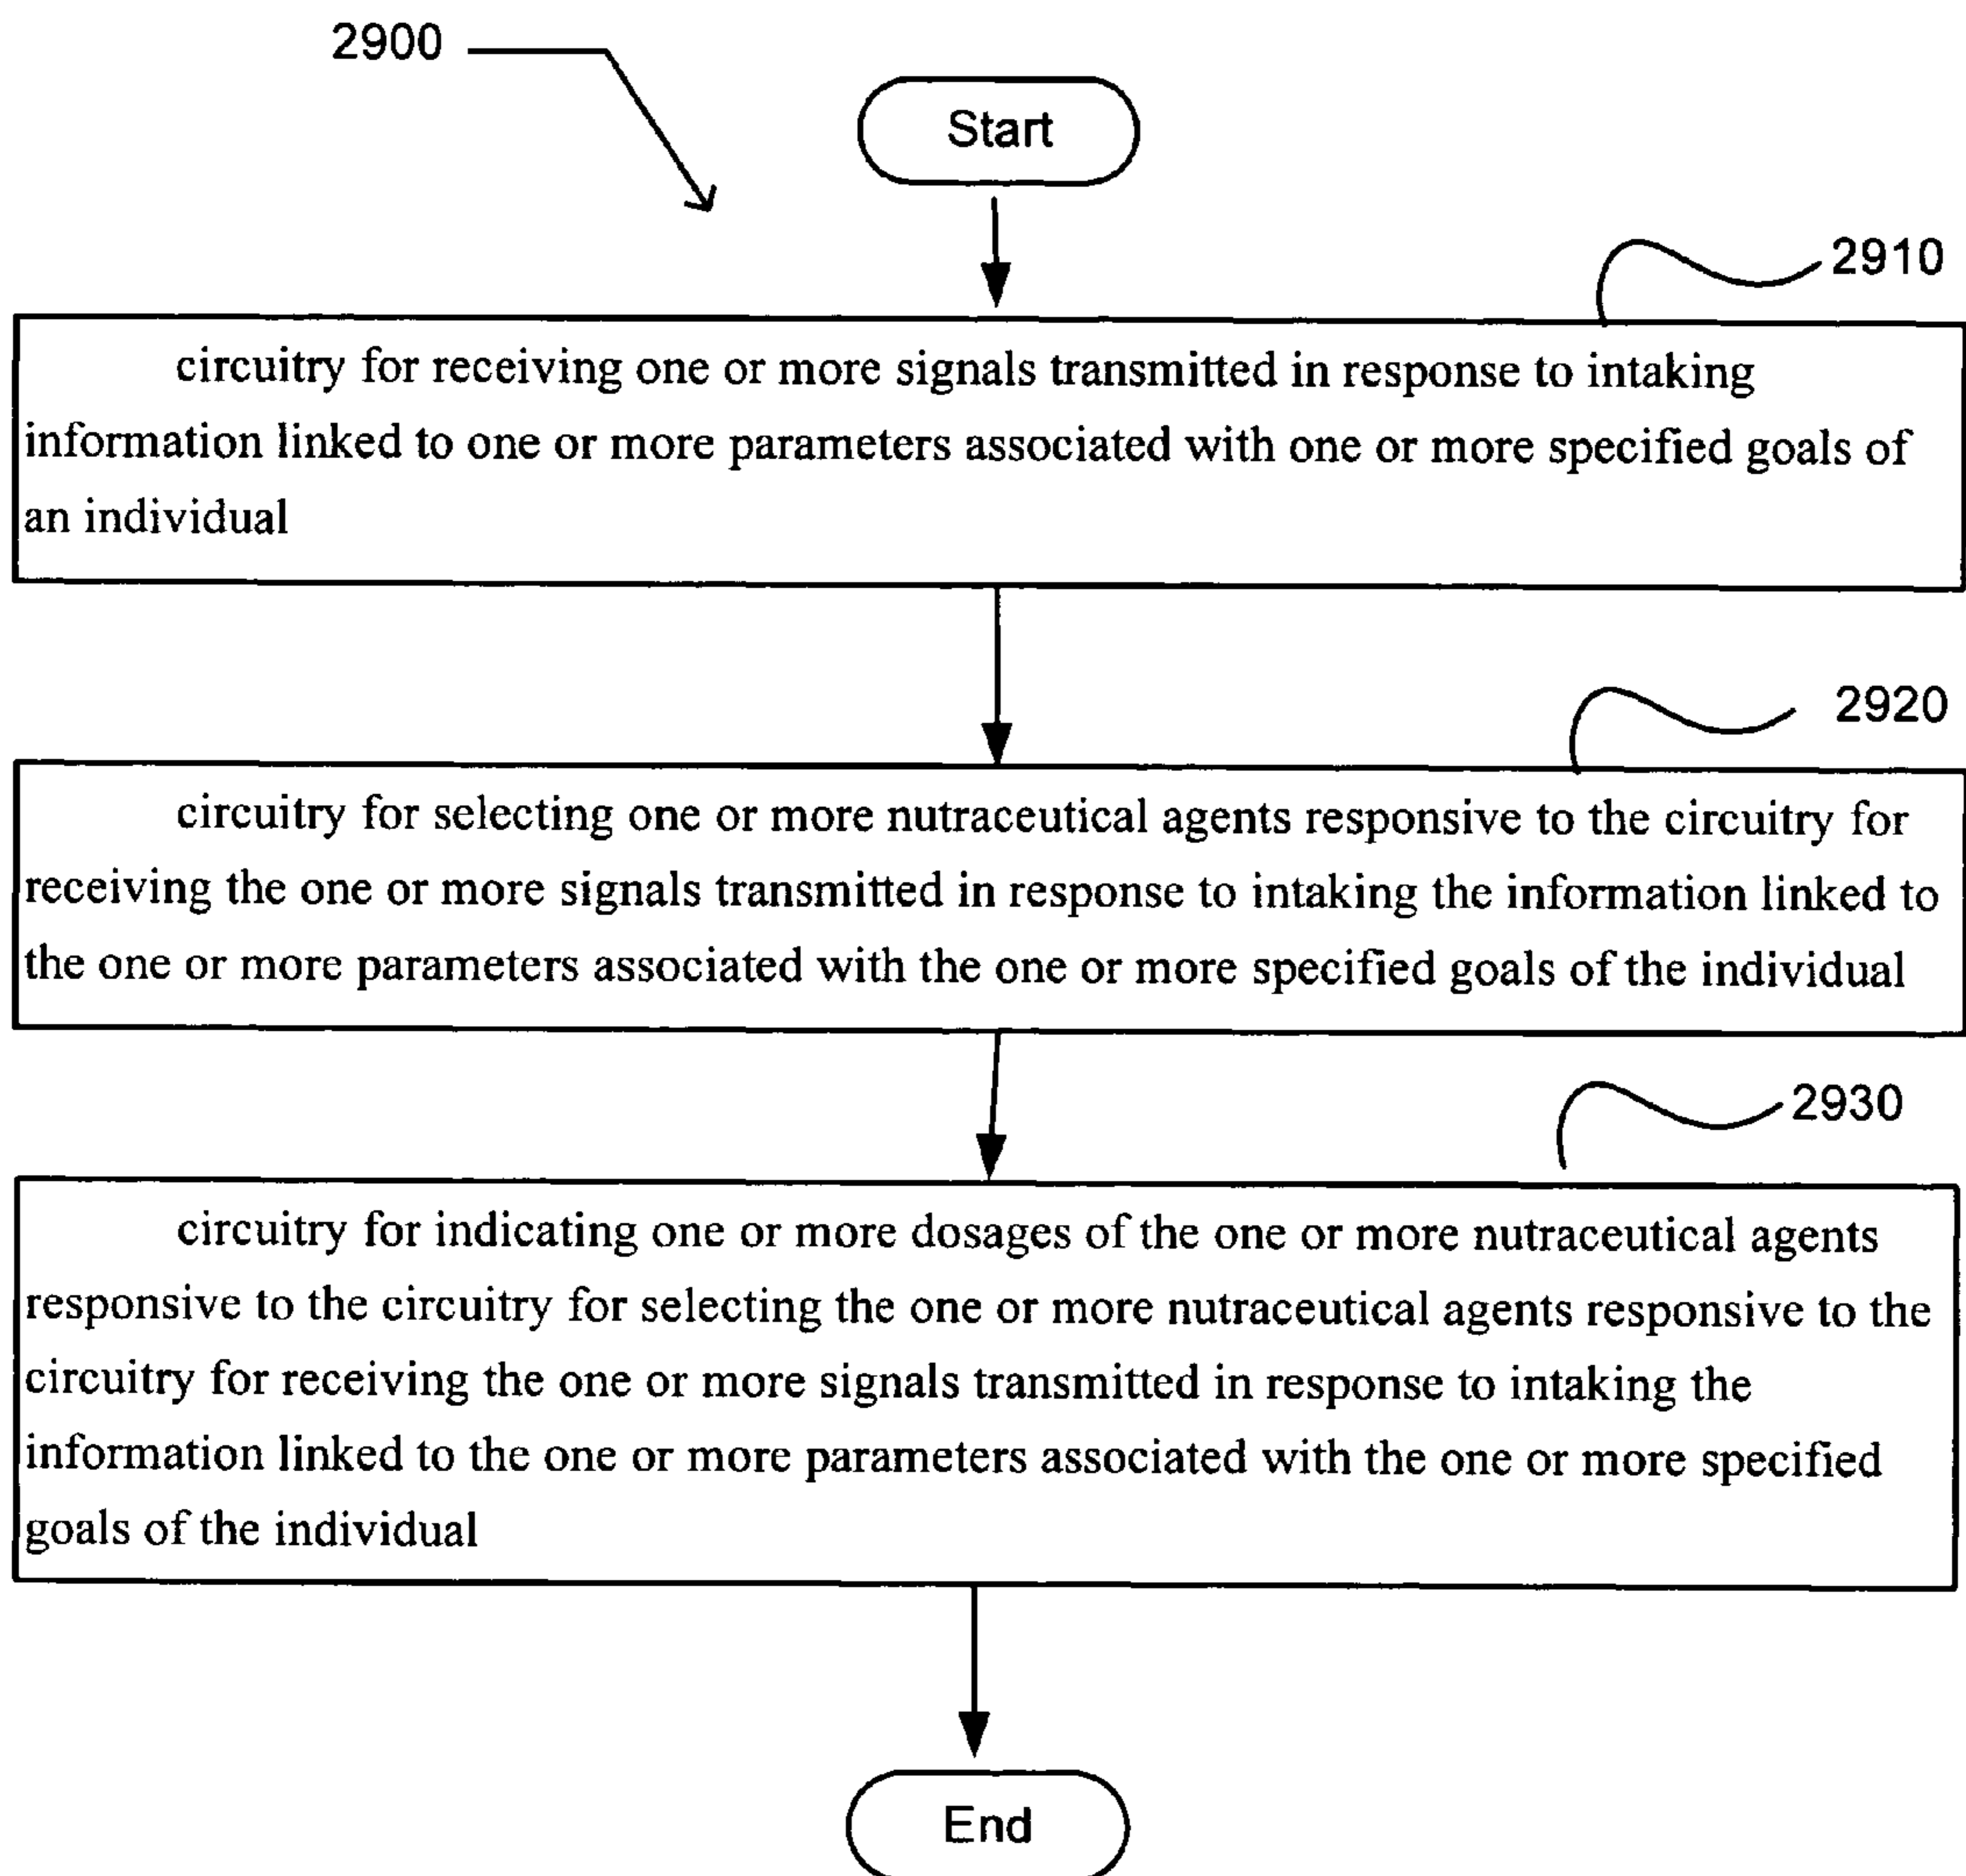 2900
Start
2910
circuitry for receiving one or more signals transmitted in response to intaking
information linked to one or more parameters associated with one or more specified goals of
an individual
2920
circuitry for selecting one or more nutraceutical agents responsive to the circuitry for
receiving the one or more signals transmitted in response to intaking the information linked to
the one or more parameters associated with the one or more specified goals of the individual
2930
circuitry for indicating one or more dosages of the one or more nutraceutical agents
responsive to the circuitry for selecting the one or more nutraceutical agents responsive to the
circuitry for receiving the one or more signals transmitted in response to intaking the
information linked to the one or more parameters associated with the one or more specified
goals of the individual
End